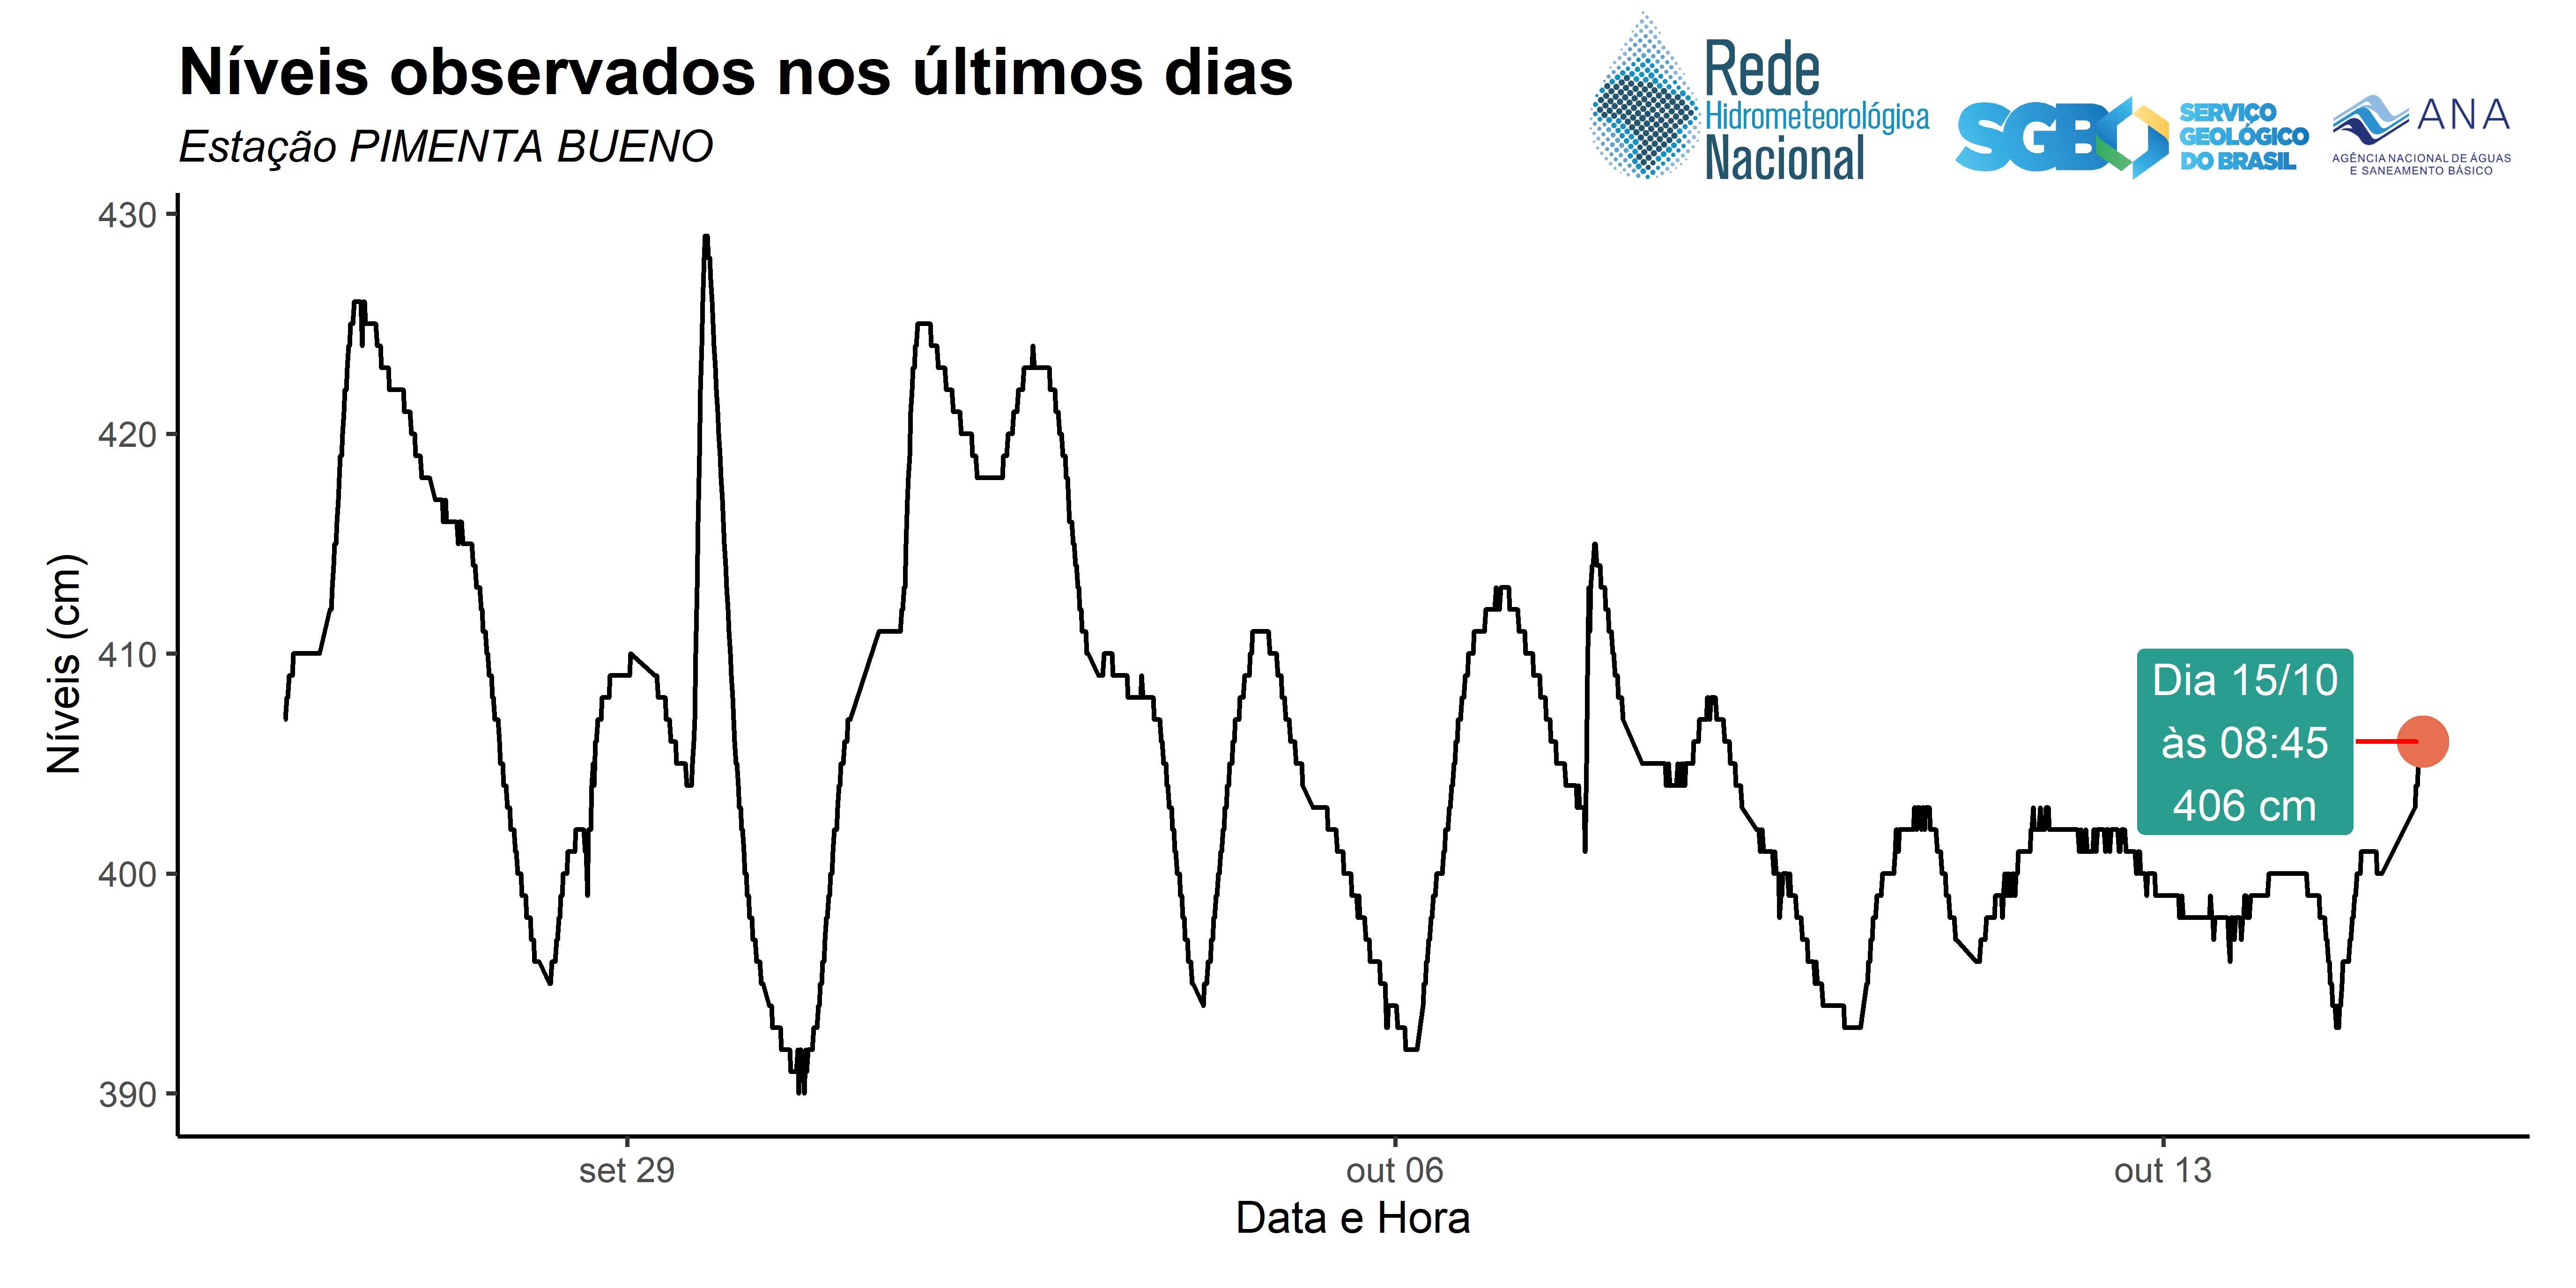 Níveis observados nos últimos dias
Estação PIMENTA BUENO
Rede
Hidrometeorológica
Nacional
SGB
SERVIÇO
GEOLÓGICO
DO BRASIL
ANA
AGÊNCIA NACIONAL DE ÁGUAS
E SANEAMENTO BÁSICO
Níveis (cm)
430
420
410
400
390
Dia 15/10
às 08:45
406 cm
set 29
out 06
out 13
Data e Hora